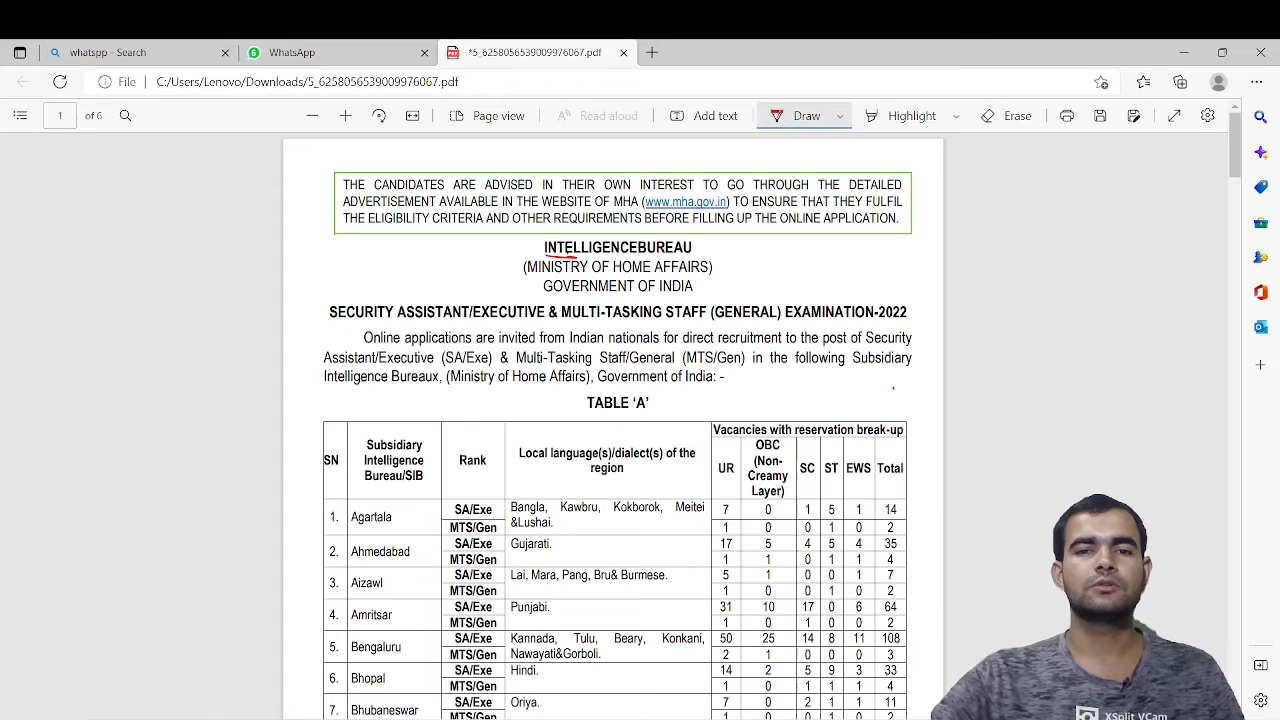 whatspp - Search
WhatsApp
*5_6258056539009976067.pdf
File C:/Users/Lenovo/Downloads/5_6258056539009976067.pdf
1 of 6 Page view Read aloud Add text Draw Highlight Erase
THE CANDIDATES ARE ADVISED IN THEIR OWN INTEREST TO GO THROUGH THE DETAILED
ADVERTISEMENT AVAILABLE IN THE WEBSITE OF MHA (www.mha.gov.in) TO ENSURE THAT THEY FULFIL
THE ELIGIBILITY CRITERIA AND OTHER REQUIREMENTS BEFORE FILLING UP THE ONLINE APPLICATION.
INTELLIGENCEBUREAU
(MINISTRY OF HOME AFFAIRS)
GOVERNMENT OF INDIA
SECURITY ASSISTANT/EXECUTIVE & MULTI-TASKING STAFF (GENERAL) EXAMINATION-2022
Online applications are invited from Indian nationals for direct recruitment to the post of Security
Assistant/Executive (SA/Exe) & Multi-Tasking Staff/General (MTS/Gen) in the following Subsidiary
Intelligence Bureaux, (Ministry of Home Affairs), Government of India: -
TABLE ‘A’
SN
Subsidiary
Intelligence
Bureau/SIB
Rank
Local language(s)/dialect(s) of the
region
Vacancies with reservation break-up
UR
OBC
(Non-
Creamy
Layer)
SC ST EWS Total
1. Agartala
SA/Exe Bangla, Kawbru, Kokborok, Meitei 7 0 1 5 1 14
&Lushai.
MTS/Gen 1 0 0 1 0 2
2. Ahmedabad
SA/Exe Gujarati. 17 5 4 5 4 35
MTS/Gen 1 1 0 1 1 4
3. Aizawl
SA/Exe Lai, Mara, Pang, Bru& Burmese. 5 1 0 0 1 7
MTS/Gen 1 0 0 1 0 2
4. Amritsar
SA/Exe Punjabi. 31 10 17 0 6 64
MTS/Gen 1 0 1 0 0 2
5. Bengaluru
SA/Exe Kannada, Tulu, Beary, Konkani, 50 25 14 8 11 108
MTS/Gen Nawayati&Gorboli. 2 1 0 0 0 3
6. Bhopal
SA/Exe Hindi. 14 2 5 9 3 33
MTS/Gen 1 0 1 1 1 4
7. Bhubaneswar
SA/Exe Oriya. 7 0 2 1 1 11
MTS/Gen 1 0 0 1 0 2
XSplit VCam